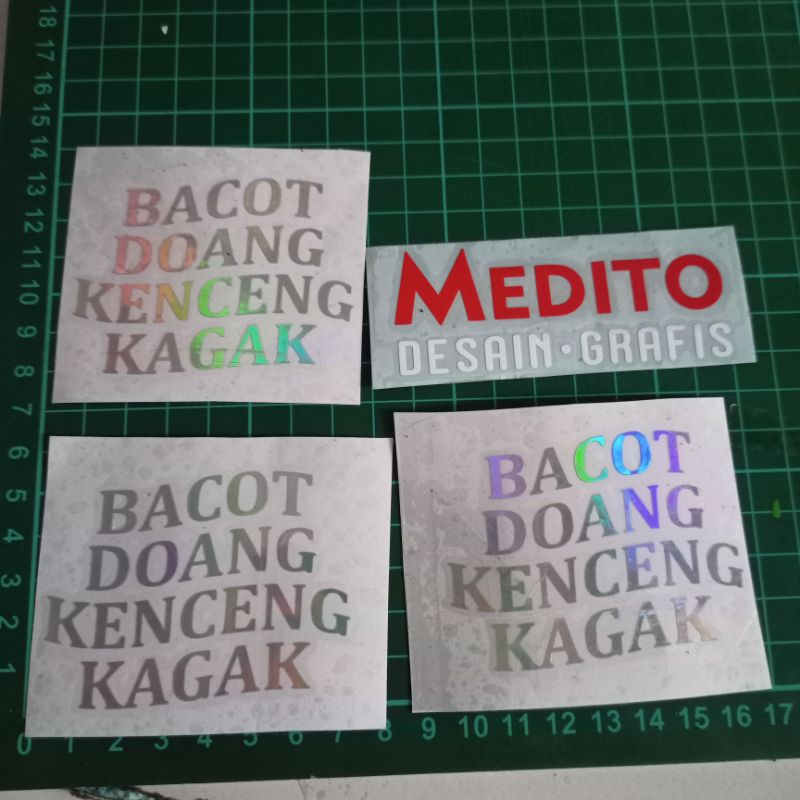 BACOT
DOANG
KENCENG
KAGAK
MEDITO
DESAIN•GRAFIS
BACOT
DOANG
KENCENG
KAGAK
BACOT
DOANG
KENCENG
KAGAK
18
17
16
15
14
13
12
11
10
9
8
7
6
5
4
3
2
1
0 1 2 3 4 5 6 7 8 9 10 11 12 13 14 15 16 17